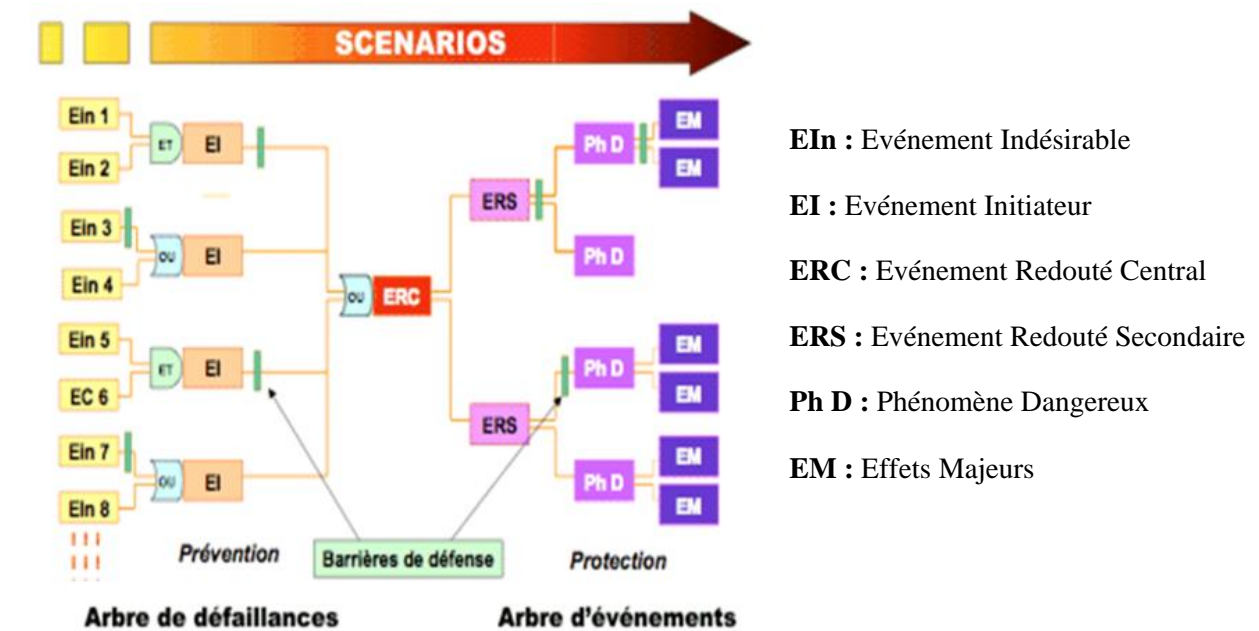 SCENARIOS
Ein 1
Ein 2
ET
EI
Ein 3
Ein 4
OU
EI
Ein 5
EC 6
ET
EI
Ein 7
EIn 8
OU
EI
OU
ERC
ERS
ERS
Ph D
Ph D
Ph D
Ph D
EM
EM
EM
EM
EM
EM
Prévention
Barrières de défense
Protection
Arbre de défaillances
Arbre d'événements
EIn : Evénement Indésirable
EI : Evénement Initiateur
ERC : Evénement Redouté Central
ERS : Evénement Redouté Secondaire
Ph D : Phénomène Dangereux
EM : Effets Majeurs